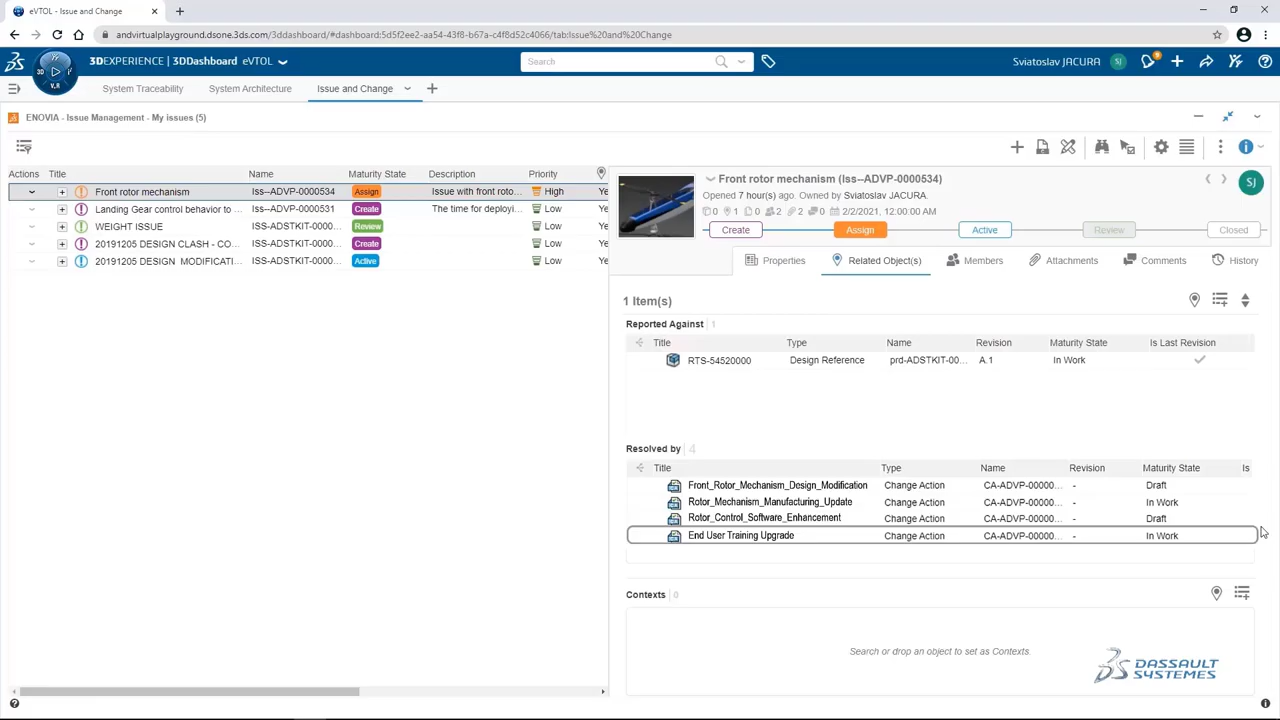 eVTOL - Issue and Change
andvirtualplayground.dsone.3ds.com/3ddashboard/#dashboard:5d5f2ee2-aa54-43f8-b67d-c4f8d52c4066/tab:Issue%20and%20Change
3DEXPERIENCE | 3DDashboard eVTOL
Search
Sviatoslav JACURA
SJ
3D
V.R
System Traceability
System Architecture
Issue and Change
ENOVIA - Issue Management - My issues (5)
Actions Title Name Maturity State Description Priority
Front rotor mechanism Iss--ADVP-0000534 Assign Issue with front roto... High Ye
Landing Gear control behavior to ... Iss--ADVP-0000531 Create The time for deployi... Low Ye
WEIGHT ISSUE ISS-ADSTKIT-0000... Review Low Ye
20191205 DESIGN CLASH - CO... ISS-ADSTKIT-0000... Create Low Ye
20191205 DESIGN MODIFICATI... ISS-ADSTKIT-0000... Active Low Ye
Front rotor mechanism (Iss--ADVP-0000534)
SJ
Opened 7 hour(s) ago. Owned by Sviatoslav JACURA.
0 1 0 2 2 0 2/2/2021, 12:00:00 AM
Create Assign Active Review Closed
Properties Related Object(s) Members Attachments Comments History
1 Item(s)
Reported Against 1
Title Type Name Revision Maturity State Is Last Revision
RTS-54520000 Design Reference prd-ADSTKIT-00... A.1 In Work
Resolved by 4
Title Type Name Revision Maturity State Is
Front_Rotor_Mechanism_Design_Modification Change Action CA-ADVP-00000... - Draft
Rotor_Mechanism_Manufacturing_Update Change Action CA-ADVP-00000... - In Work
Rotor_Control_Software_Enhancement Change Action CA-ADVP-00000... - Draft
End User Training Upgrade Change Action CA-ADVP-00000... - In Work
Contexts 0
Search or drop an object to set as Contexts.
DASSAULT
SYSTEMES